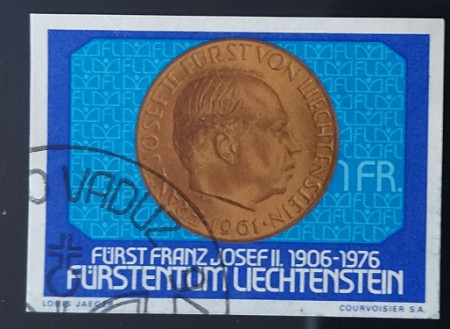 FRANZ JOSEF II. FÜRST VON LIECHTENSTEIN
· 1961 ·
1 FR.
VADUZ
FÜRST FRANZ JOSEF II. 1906-1976
FÜRSTENTUM LIECHTENSTEIN
LOUIS JAEGER COURVOISIER S.A.